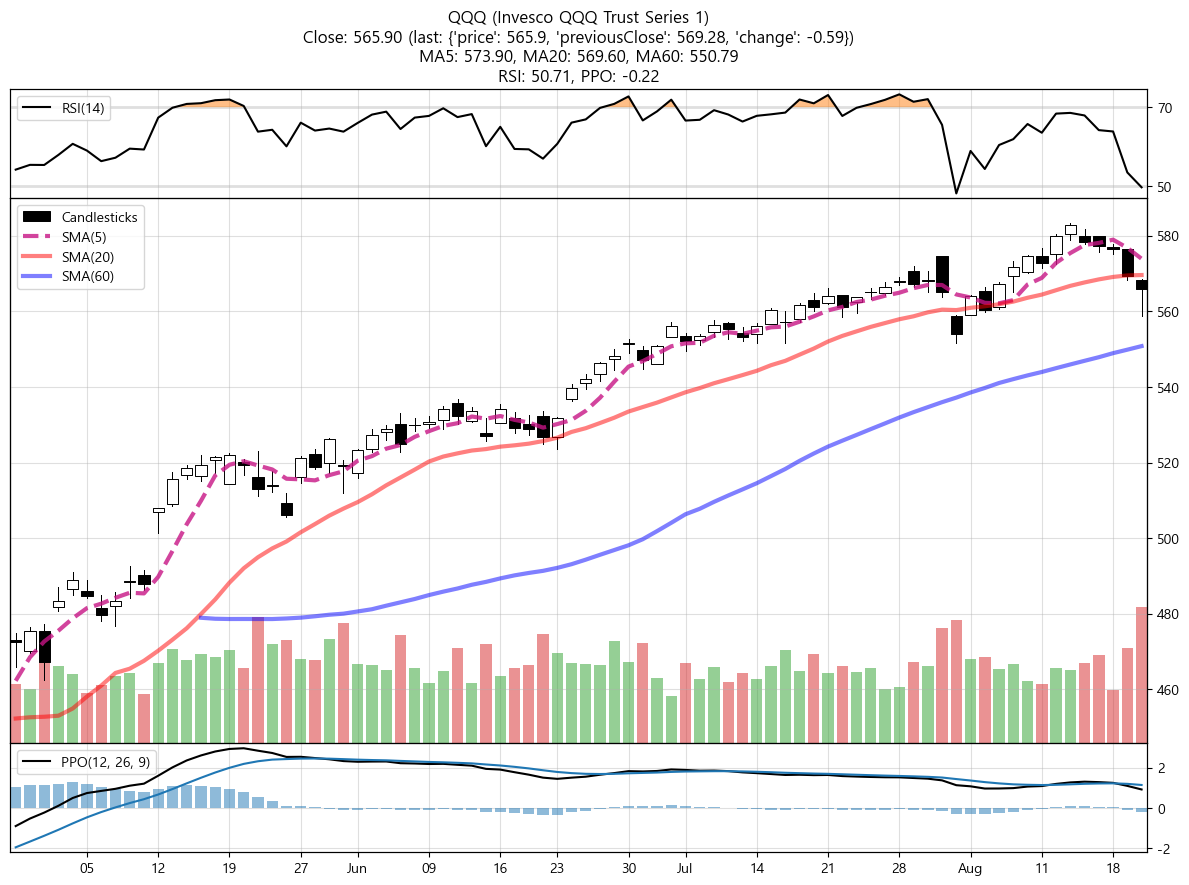 QQQ (Invesco QQQ Trust Series 1)
Close: 565.90 (last: {'price': 565.9, 'previousClose': 569.28, 'change': -0.59})
MA5: 573.90, MA20: 569.60, MA60: 550.79
RSI: 50.71, PPO: -0.22
RSI(14)
70
50
Candlesticks
SMA(5)
SMA(20)
SMA(60)
580
560
540
520
500
480
460
PPO(12, 26, 9)
2
0
-2
05 12 19 27 Jun 09 16 23 30 Jul 14 21 28 Aug 11 18